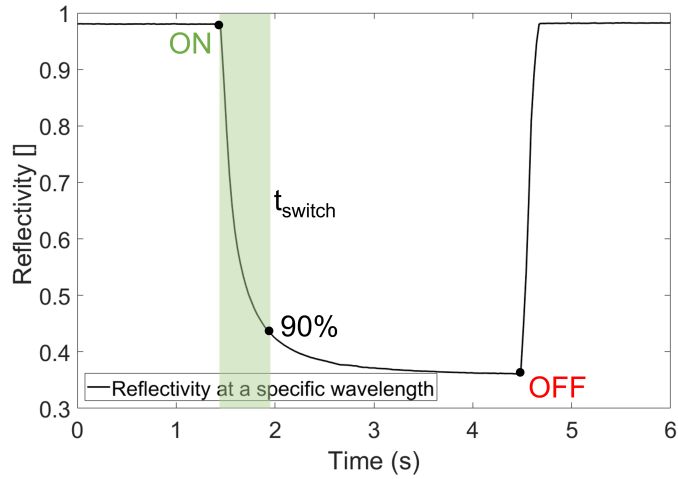 1
ON
0.9
0.8
Reflectivity []
0.7
t_switch
0.6
0.5
90%
0.4
Reflectivity at a specific wavelength
OFF
0.3
0 1 2 3 4 5 6
Time (s)